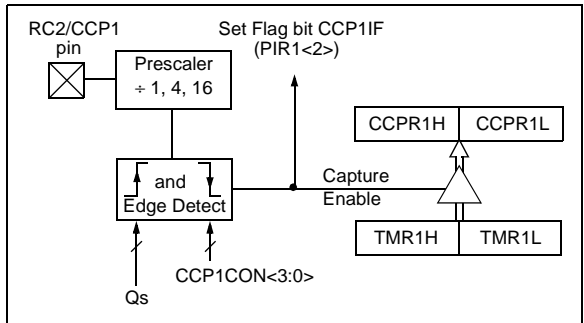 RC2/CCP1
pin
Set Flag bit CCP1IF
(PIR1<2>)
Prescaler
÷ 1, 4, 16
CCPR1H
CCPR1L
and
Edge Detect
Capture
Enable
TMR1H
TMR1L
CCP1CON<3:0>
Qs